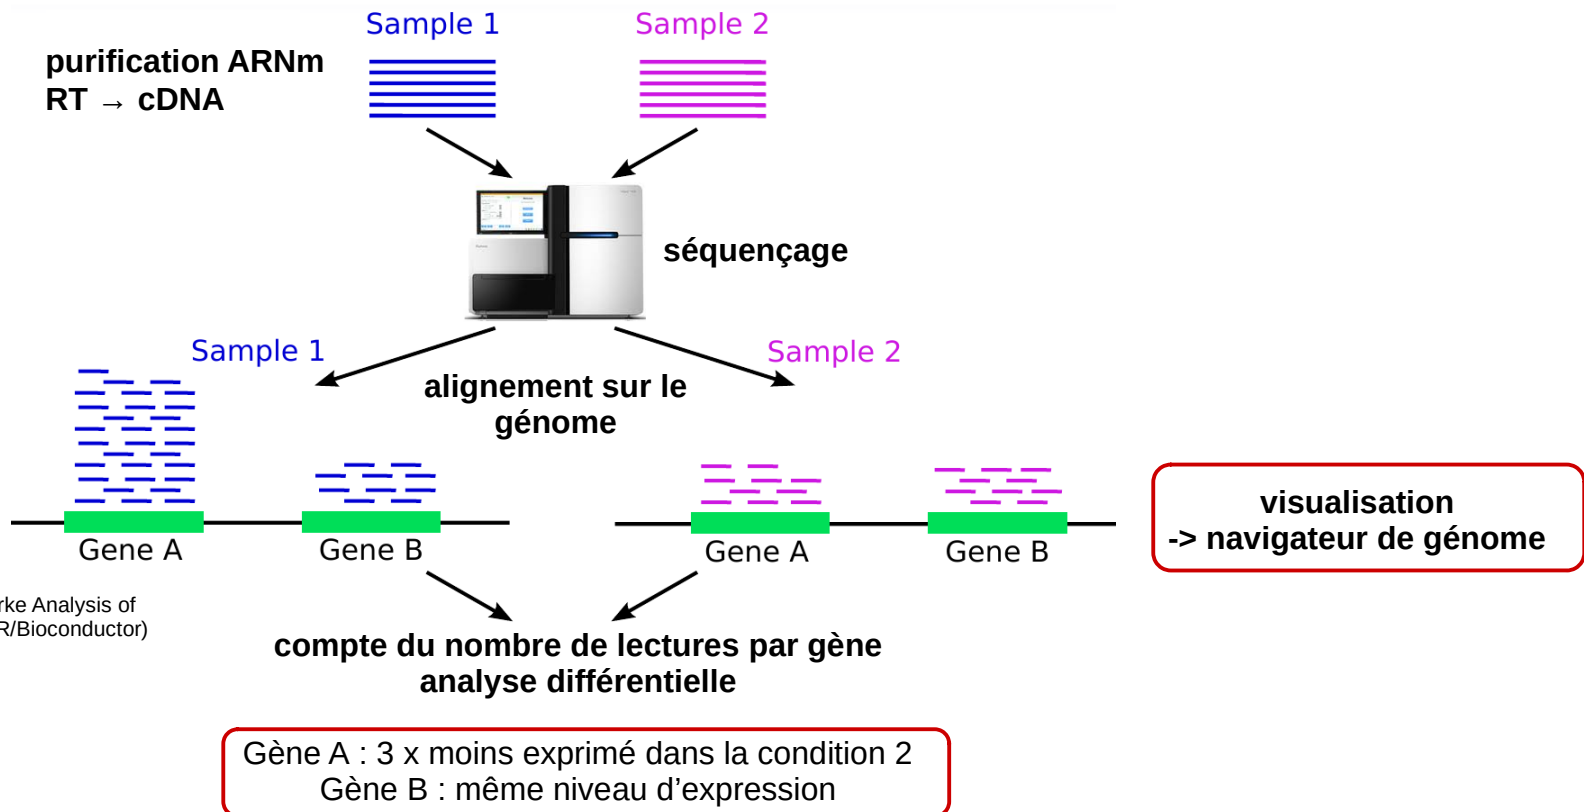 Sample 1
Sample 2
purification ARNm
RT → cDNA
séquençage
Sample 1
Sample 2
alignement sur le
génome
visualisation
-> navigateur de génome
Gene A
Gene B
Gene A
Gene B
rke Analysis of
R/Bioconductor)
compte du nombre de lectures par gène
analyse différentielle
Gène A : 3 x moins exprimé dans la condition 2
Gène B : même niveau d’expression